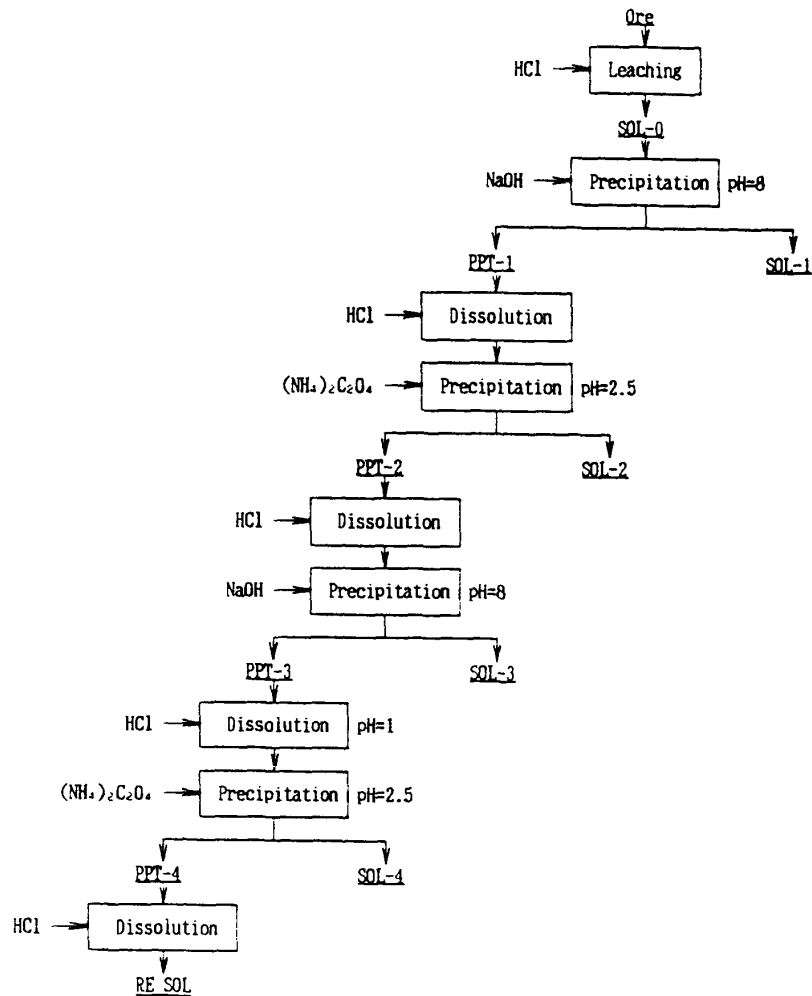 Ore
HCl
Leaching
SOL-0
NaOH
Precipitation
pH=8
PPT-1
SOL-1
HCl
Dissolution
(NH₄)₂C₂O₄
Precipitation
pH=2.5
PPT-2
SOL-2
HCl
Dissolution
NaOH
Precipitation
pH=8
PPT-3
SOL-3
HCl
Dissolution
pH=1
(NH₄)₂C₂O₄
Precipitation
pH=2.5
PPT-4
SOL-4
HCl
Dissolution
RE SOL